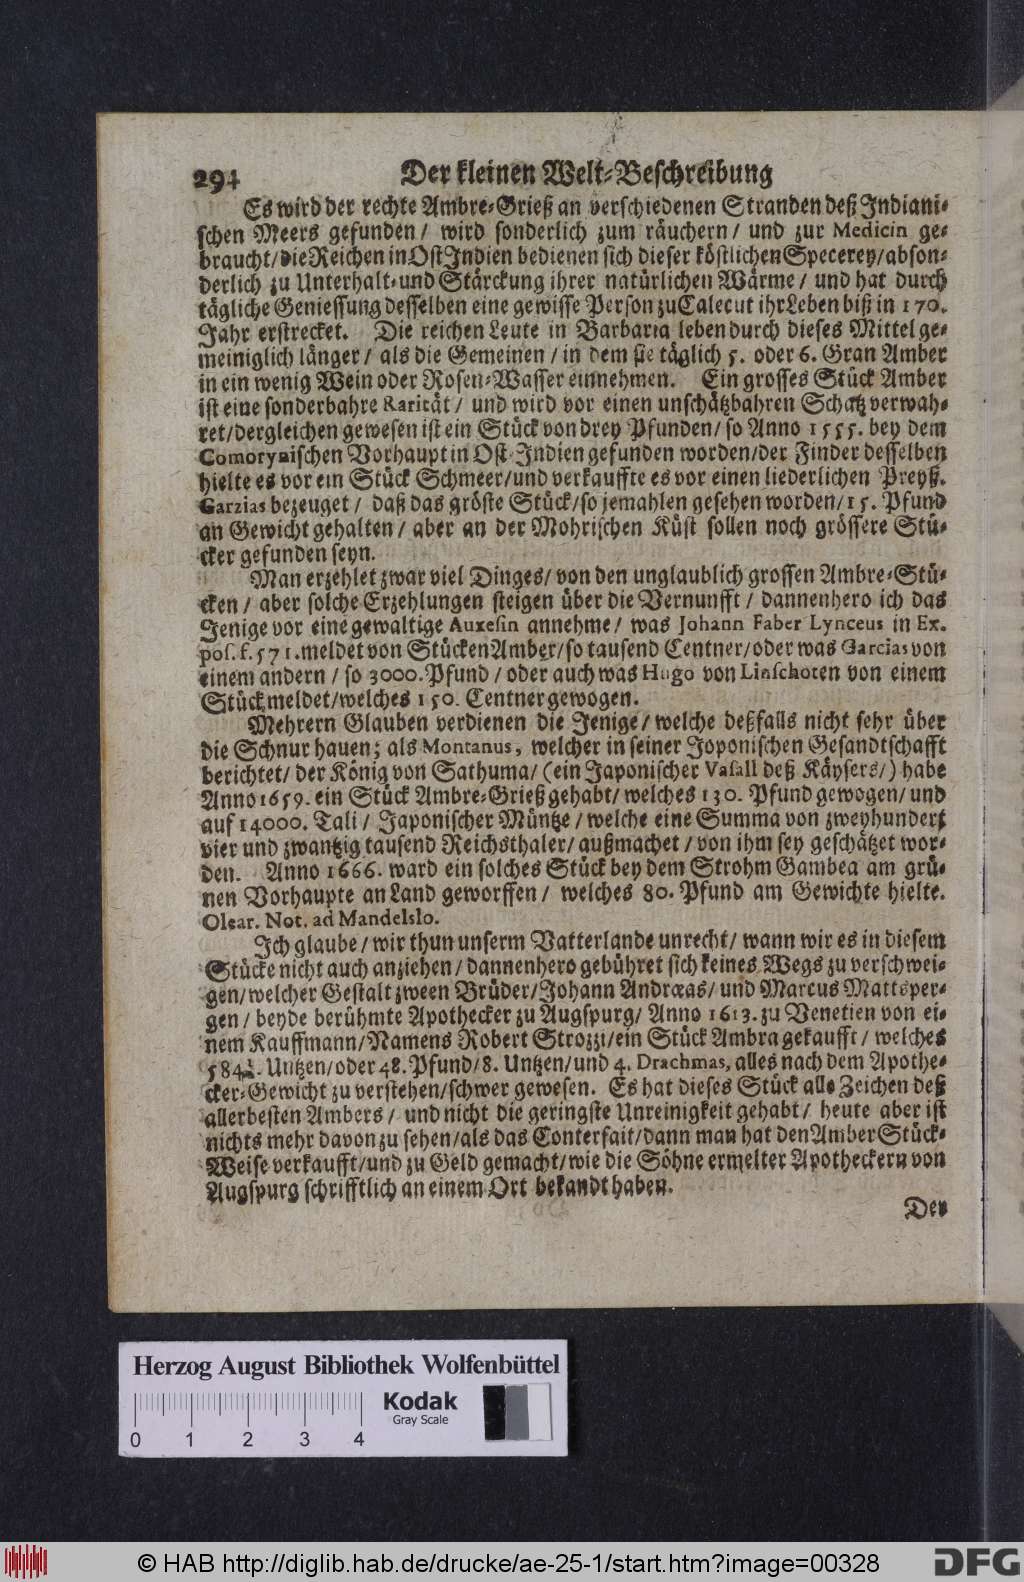 294 Der kleinen Welt-Beschreibung
Es wird der rechte Ambre-Grieß an verschiedenen Stranden deß Indiani-
schen Meers gefunden/ wird sonderlich zum räuchern/ und zur Medicin ge-
braucht/ die Reichen in Ost Indien bedienen sich dieser köstlichen Specerey/ abson-
derlich zu Unterhalt- und Stärckung ihrer natürlichen Wärme/ und hat durch
tägliche Geniessung desselben eine gewisse Person zu Calecut ihr Leben biß in 170.
Jahr erstrecket. Die reichen Leute in Barbaria leben durch dieses Mittel ge-
meiniglich länger/ als die Gemeinen/ in dem sie täglich 5. oder 6. Gran Amber
in ein wenig Wein oder Rosen-Wasser einnehmen. Ein grosses Stück Amber
ist eine sonderbahre Rarität/ und wird vor einen unschätzbahren Schatz verwah-
ret/ dergleichen gewesen ist ein Stück von drey Pfunden/ so Anno 1555. bey dem
Comorynischen Vorhaupt in Ost-Indien gefunden worden/ der Finder desselben
hielte es vor ein Stück Schmeer/ und verkauffte es vor einen liederlichen Preyß.
Garzias bezeuget/ daß das gröste Stück/ so jemahlen gesehen worden/ 15. Pfund
an Gewicht gehalten/ aber an der Mohrischen Küst sollen noch grössere Stü-
cker gefunden seyn.
Man erzehlet zwar viel Dinges/ von den unglaublich grossen Ambre-Stü-
cken/ aber solche Erzehlungen steigen über die Vernunfft/ dannenhero ich das
Jenige vor eine gewaltige Auxesin annehme/ was Johann Faber Lynceus in Ex-
pos. f. 571. meldet von Stücken Amber/ so tausend Centner/ oder was Garcias von
einem andern/ so 3000. Pfund/ oder auch was Hugo von Linschoten von einem
Stück meldet/ welches 150. Centner gewogen.
Mehrern Glauben verdienen die Jenige/ welche deßfalls nicht sehr über
die Schnur hauen; als Montanus, welcher in seiner Joponischen Gesandtschafft
berichtet/ der König von Sathuma/ (ein Japonischer Vasall deß Käysers/) habe
Anno 1659. ein Stück Ambre-Grieß gehabt/ welches 130. Pfund gewogen/ und
auf 14000. Tali/ Japonischer Müntze/ welche eine Summa von zweyhundert
vier und zwantzig tausend Reichsthaler/ außmachet/ von ihm sey geschätzet wor-
den. Anno 1666. ward ein solches Stück bey dem Strohm Gambea am grü-
nen Vorhaupte an Land geworffen/ welches 80. Pfund am Gewichte hielte.
Olear. Not. ad Mandelslo.
Ich glaube/ wir thun unserm Vatterlande unrecht/ wann wir es in diesem
Stücke nicht auch anziehen/ dannenhero gebühret sich keines Wegs zu verschwei-
gen/ welcher Gestalt zween Brüder/ Johann Andræas/ und Marcus Mattsper-
gen/ beyde berühmte Apothecker zu Augspurg/ Anno 1613. zu Venetien von ei-
nem Kauffmann/ Namens Robert Strozzi/ ein Stück Ambra gekaufft/ welches
584½. Untzen/ oder 48. Pfund/ 8. Untzen/ und 4. Drachmas, alles nach dem Apothe-
cker-Gewicht zu verstehen/ schwer gewesen. Es hat dieses Stück alle Zeichen deß
allerbesten Ambers/ und nicht die geringste Unreinigkeit gehabt/ heute aber ist
nichts mehr davon zu sehen/ als das Conterfait/ dann man hat den Amber Stück-
Weise verkaufft/ und zu Geld gemacht/ wie die Söhne ermelter Apotheckern von
Augspurg schrifftlich an einem Ort bekandt haben.
Der
Herzog August Bibliothek Wolfenbüttel
Kodak
Gray Scale
0 1 2 3 4
© HAB http://diglib.hab.de/drucke/ae-25-1/start.htm?image=00328
DFG